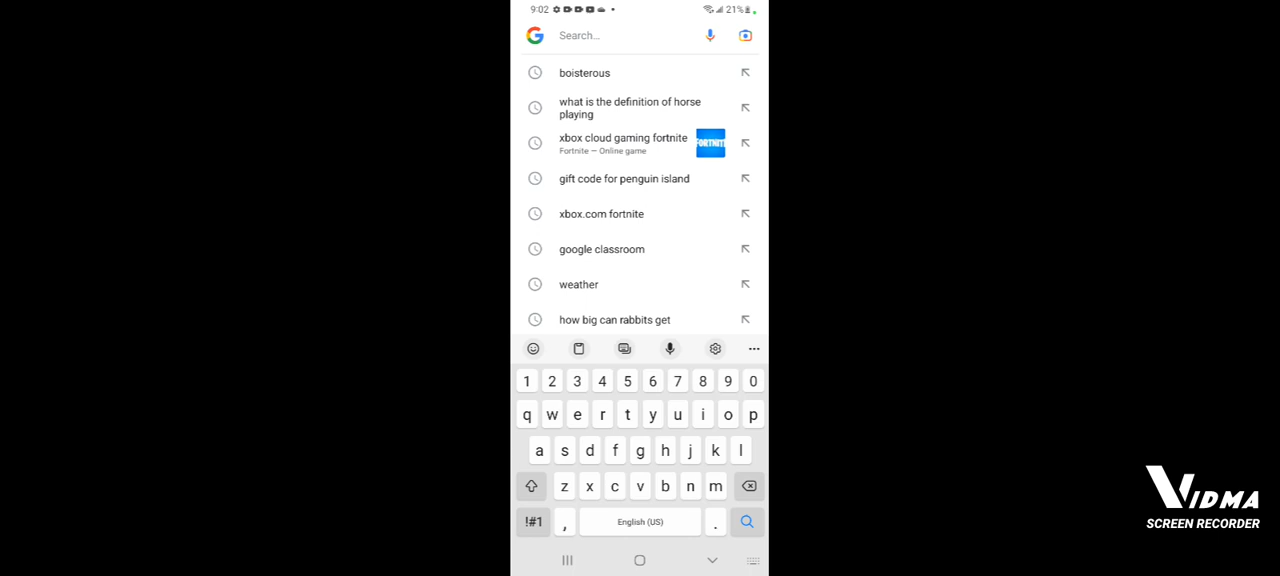 9:02
21%
Search...
boisterous
what is the definition of horse
playing
xbox cloud gaming fortnite
Fortnite — Online game
FORTNITE
gift code for penguin island
xbox.com fortnite
google classroom
weather
how big can rabbits get
1 2 3 4 5 6 7 8 9 0
q w e r t y u i o p
a s d f g h j k l
z x c v b n m
!#1 , English (US) .
VIDMA
SCREEN RECORDER